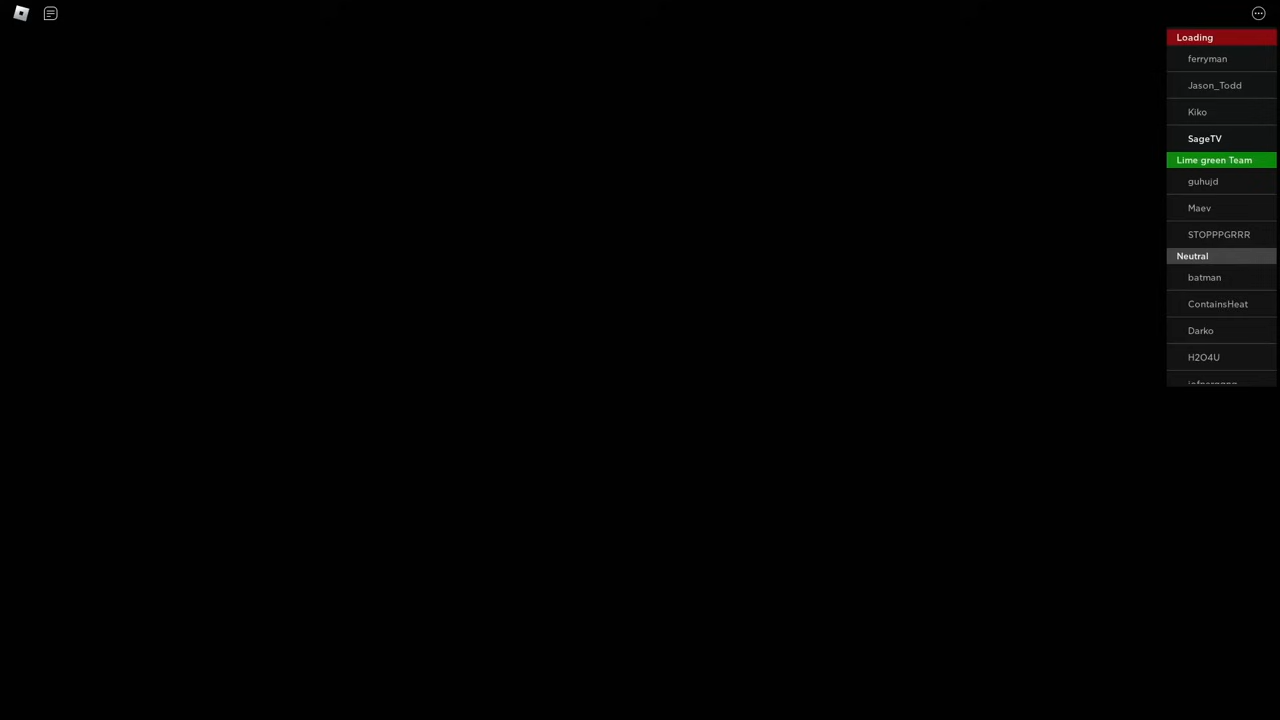 Loading
ferryman
Jason_Todd
Kiko
SageTV
Lime green Team
guhujd
Maev
STOPPPGRRR
Neutral
batman
ContainsHeat
Darko
H2O4U